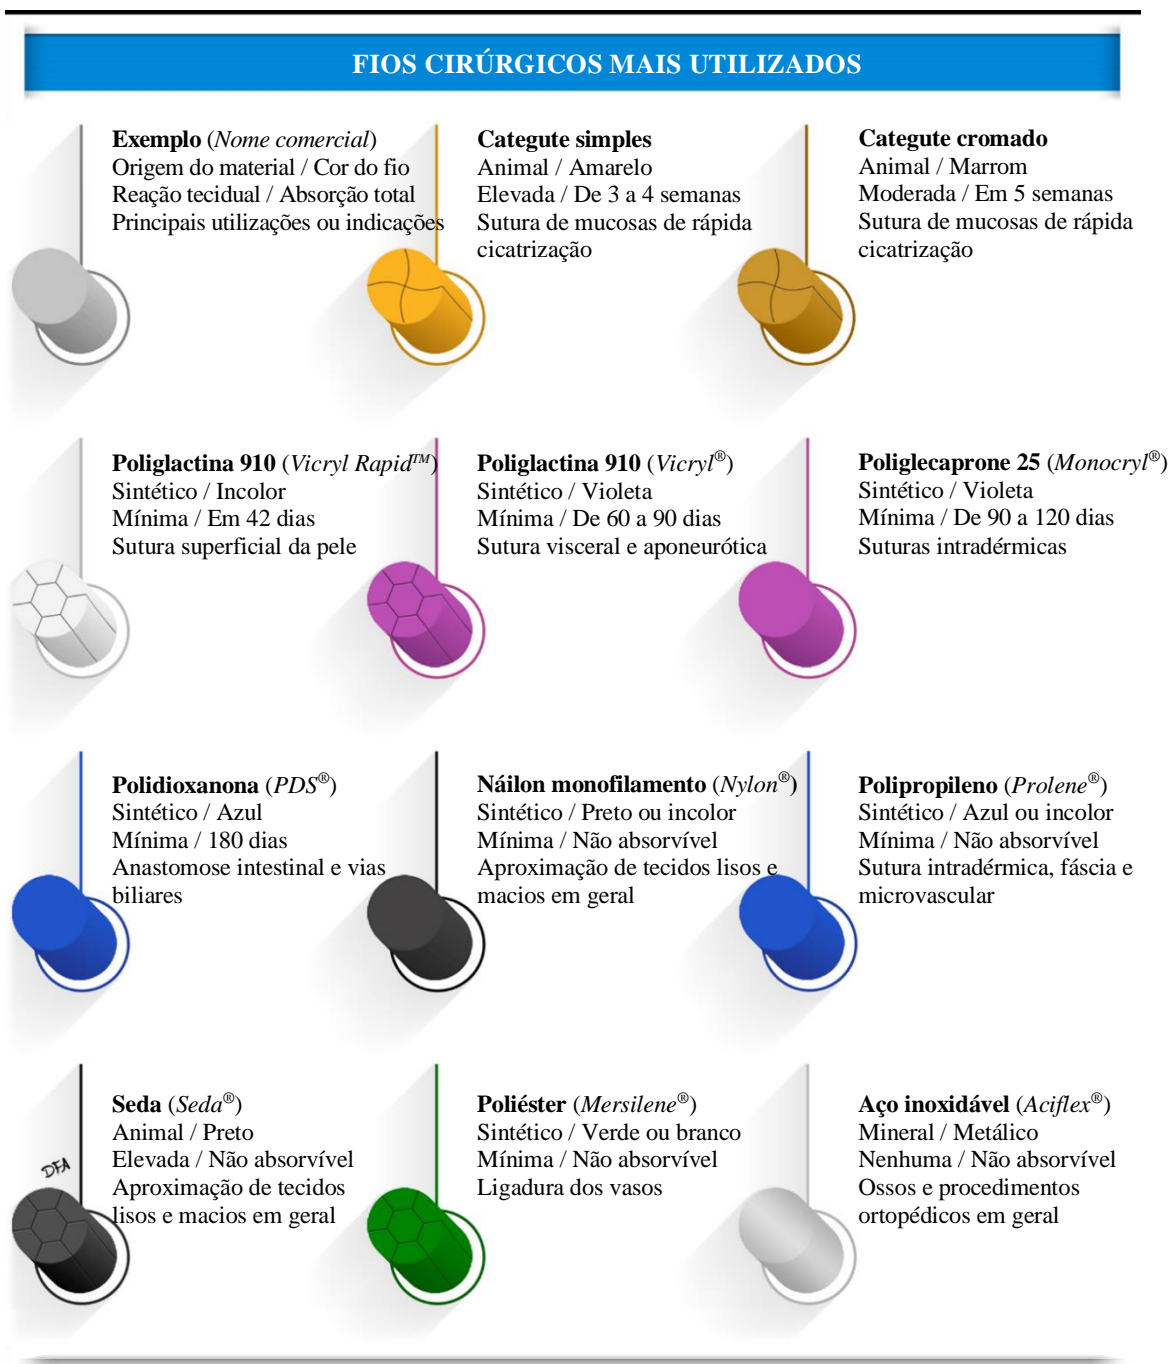 FIOS CIRÚRGICOS MAIS UTILIZADOS
Exemplo (Nome comercial)
Origem do material / Cor do fio
Reação tecidual / Absorção total
Principais utilizações ou indicações
Categute simples
Animal / Amarelo
Elevada / De 3 a 4 semanas
Sutura de mucosas de rápida
cicatrização
Categute cromado
Animal / Marrom
Moderada / Em 5 semanas
Sutura de mucosas de rápida
cicatrização
Poliglactina 910 (Vicryl Rapid™)
Sintético / Incolor
Mínima / Em 42 dias
Sutura superficial da pele
Poliglactina 910 (Vicryl®)
Sintético / Violeta
Mínima / De 60 a 90 dias
Sutura visceral e aponeurótica
Poliglecaprone 25 (Monocryl®)
Sintético / Violeta
Mínima / De 90 a 120 dias
Suturas intradérmicas
Polidioxanona (PDS®)
Sintético / Azul
Mínima / 180 dias
Anastomose intestinal e vias
biliares
Náilon monofilamento (Nylon®)
Sintético / Preto ou incolor
Mínima / Não absorvível
Aproximação de tecidos lisos e
macios em geral
Polipropileno (Prolene®)
Sintético / Azul ou incolor
Mínima / Não absorvível
Sutura intradérmica, fáscia e
microvascular
Seda (Seda®)
Animal / Preto
Elevada / Não absorvível
Aproximação de tecidos
lisos e macios em geral
DFA
Poliéster (Mersilene®)
Sintético / Verde ou branco
Mínima / Não absorvível
Ligadura dos vasos
Aço inoxidável (Aciflex®)
Mineral / Metálico
Nenhuma / Não absorvível
Ossos e procedimentos
ortopédicos em geral